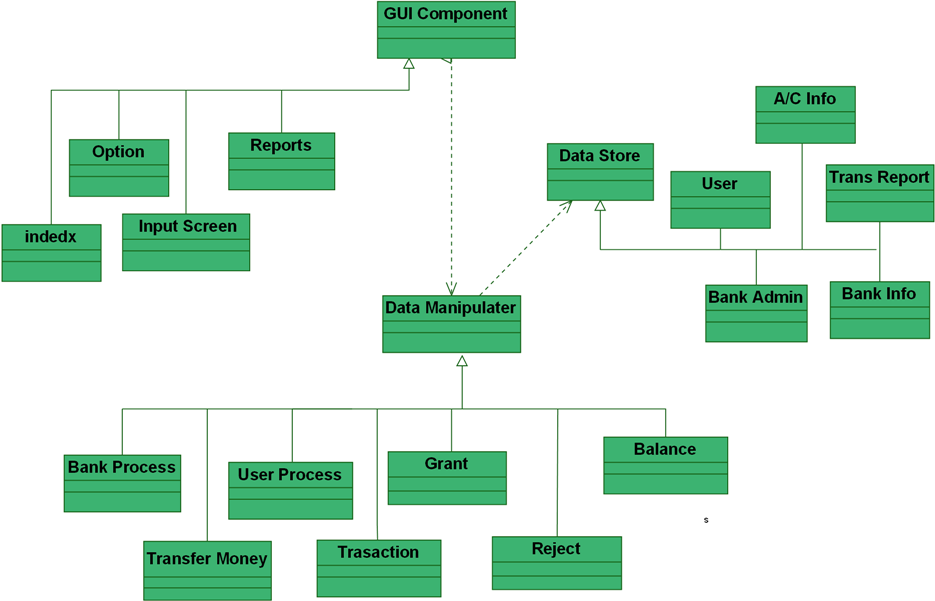 GUI Component
A/C Info
Option
Reports
Data Store
User
Trans Report
indedx
Input Screen
Data Manipulater
Bank Admin
Bank Info
Bank Process
User Process
Grant
Balance
Transfer Money
Trasaction
Reject
s